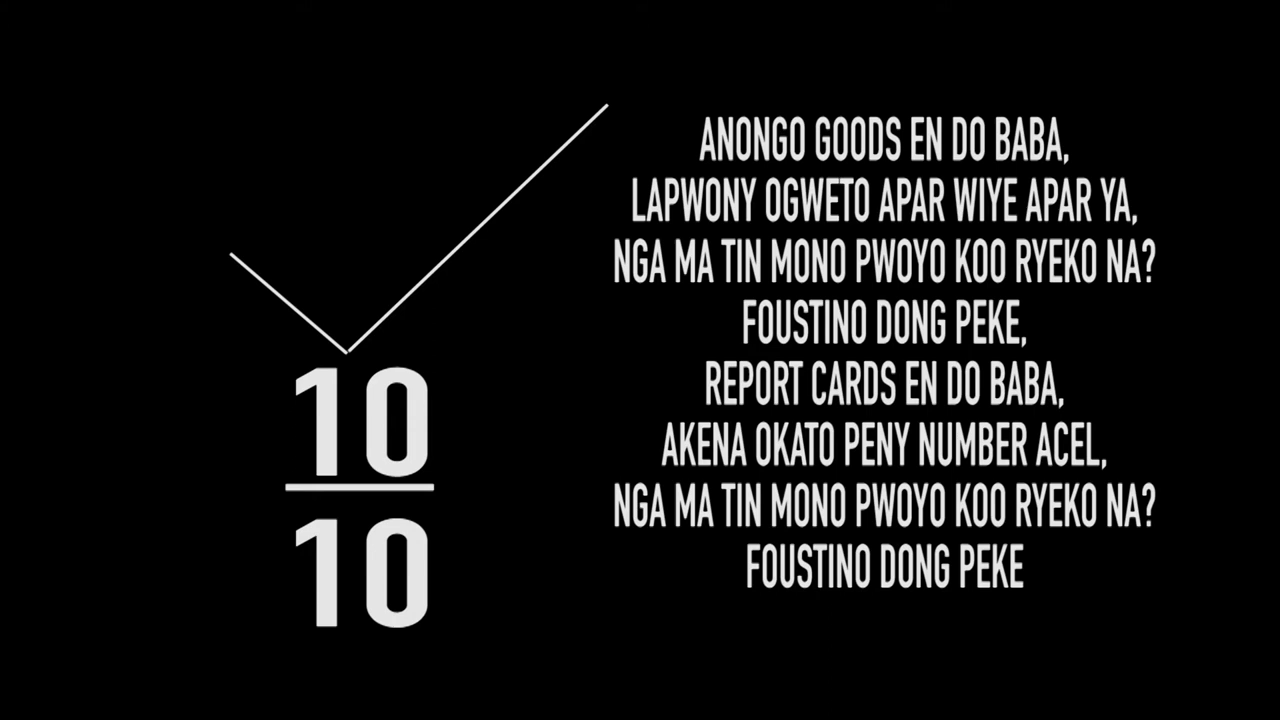 10
10
ANONGO GOODS EN DO BABA,
LAPWONY OGWETO APAR WIYE APAR YA,
NGA MA TIN MONO PWOYO KOO RYEKO NA?
FOUSTINO DONG PEKE,
REPORT CARDS EN DO BABA,
AKENA OKATO PENY NUMBER ACEL,
NGA MA TIN MONO PWOYO KOO RYEKO NA?
FOUSTINO DONG PEKE